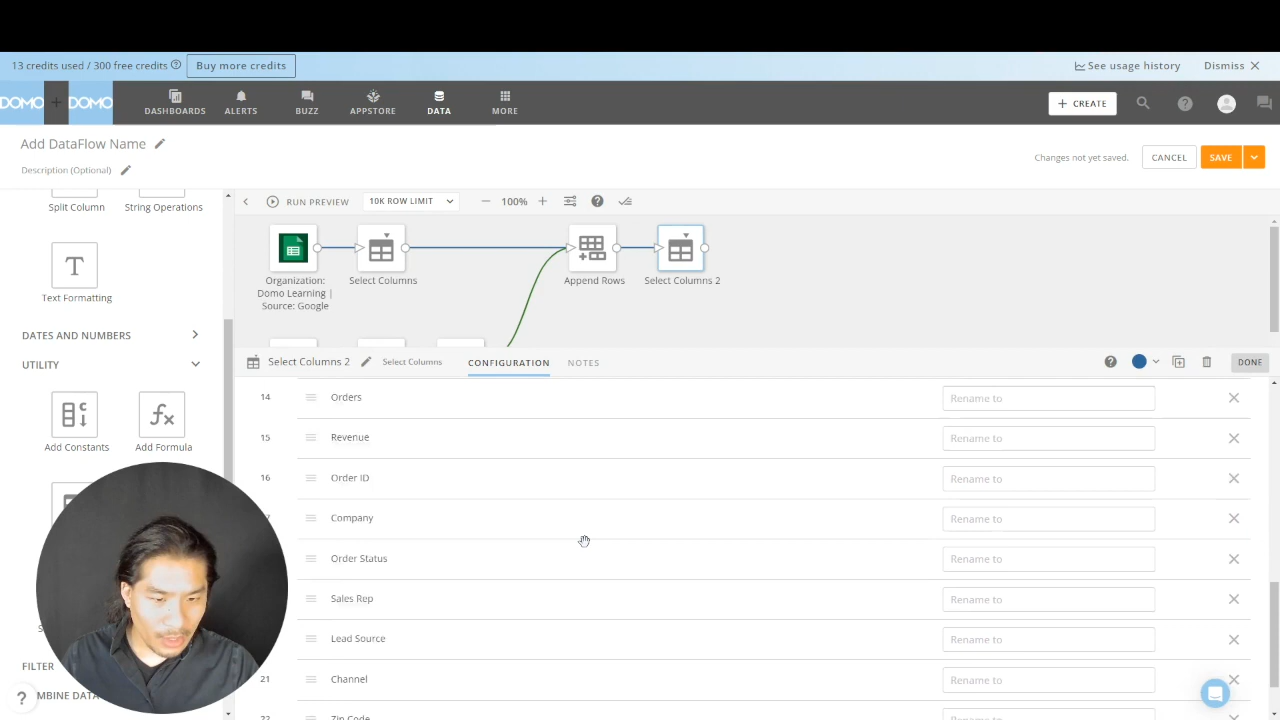 13 credits used / 300 free credits
Buy more credits
See usage history
Dismiss
DOMO
DOMO
DASHBOARDS
ALERTS
BUZZ
APPSTORE
DATA
MORE
CREATE
Add DataFlow Name
Description (Optional)
Changes not yet saved.
CANCEL
SAVE
Split Column
String Operations
RUN PREVIEW
10K ROW LIMIT
100%
Text Formatting
Organization:
Domo Learning |
Source: Google
Select Columns
Append Rows
Select Columns 2
DATES AND NUMBERS
UTILITY
Select Columns 2
Select Columns
CONFIGURATION
NOTES
DONE
Add Constants
Add Formula
14 Orders Rename to
15 Revenue Rename to
16 Order ID Rename to
Company Rename to
Order Status Rename to
Sales Rep Rename to
Lead Source Rename to
21 Channel Rename to
22 Zip Code
FILTER